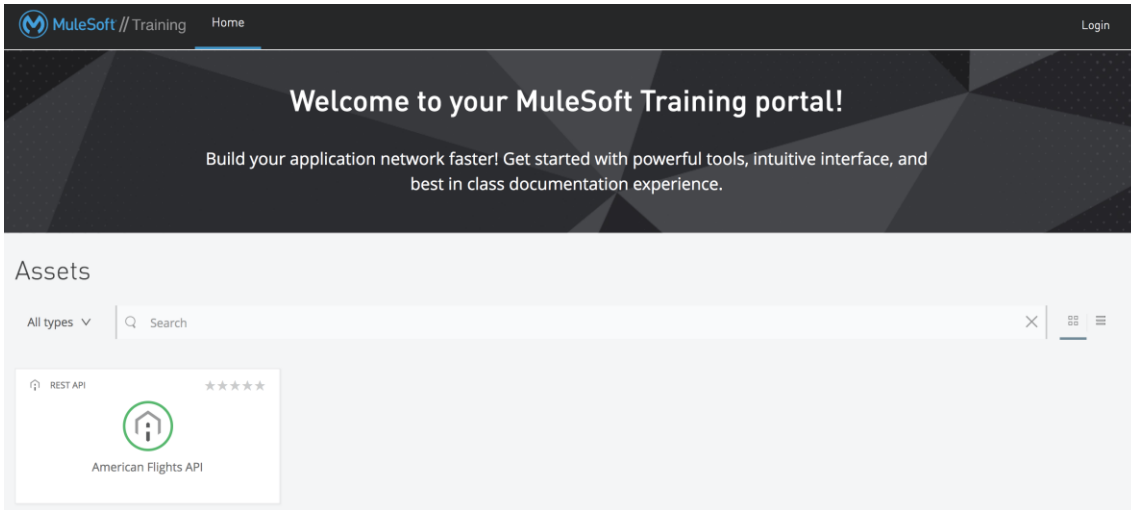 MuleSoft // Training
Home
Login
Welcome to your MuleSoft Training portal!
Build your application network faster! Get started with powerful tools, intuitive interface, and
best in class documentation experience.
Assets
All types
Search
REST API
American Flights API